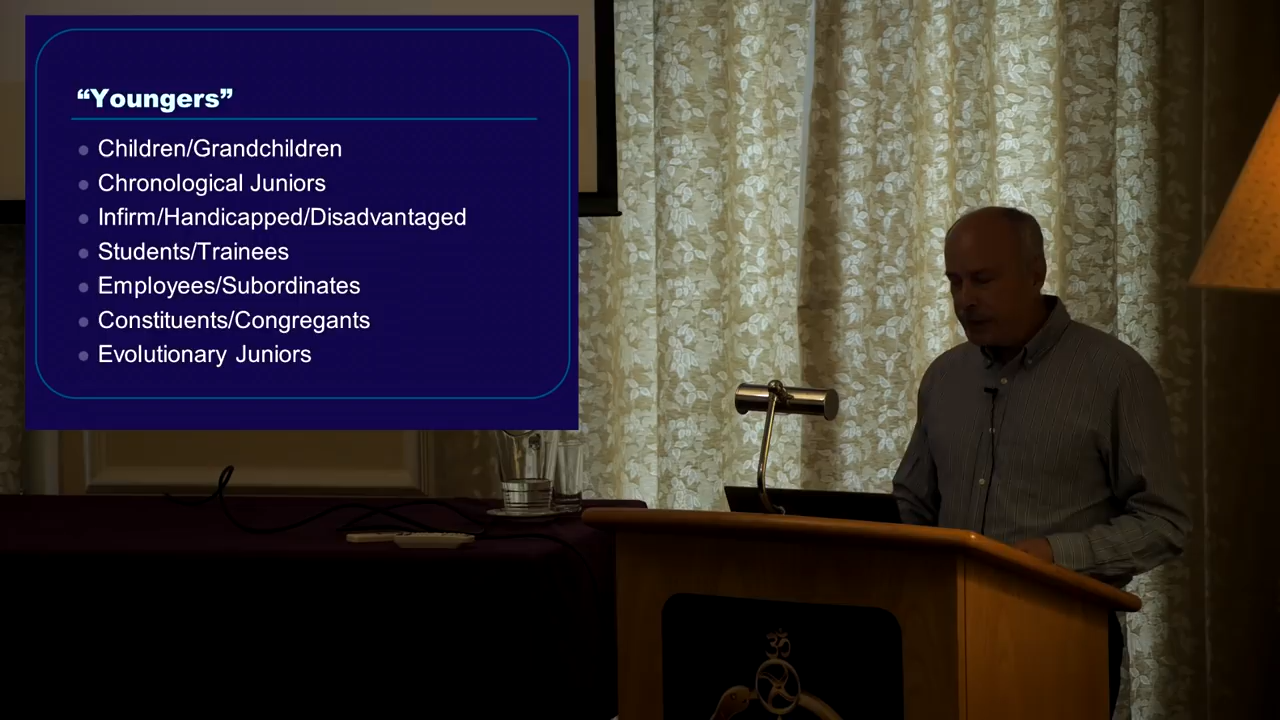 “Youngers”
Children/Grandchildren
Chronological Juniors
Infirm/Handicapped/Disadvantaged
Students/Trainees
Employees/Subordinates
Constituents/Congregants
Evolutionary Juniors
ॐ